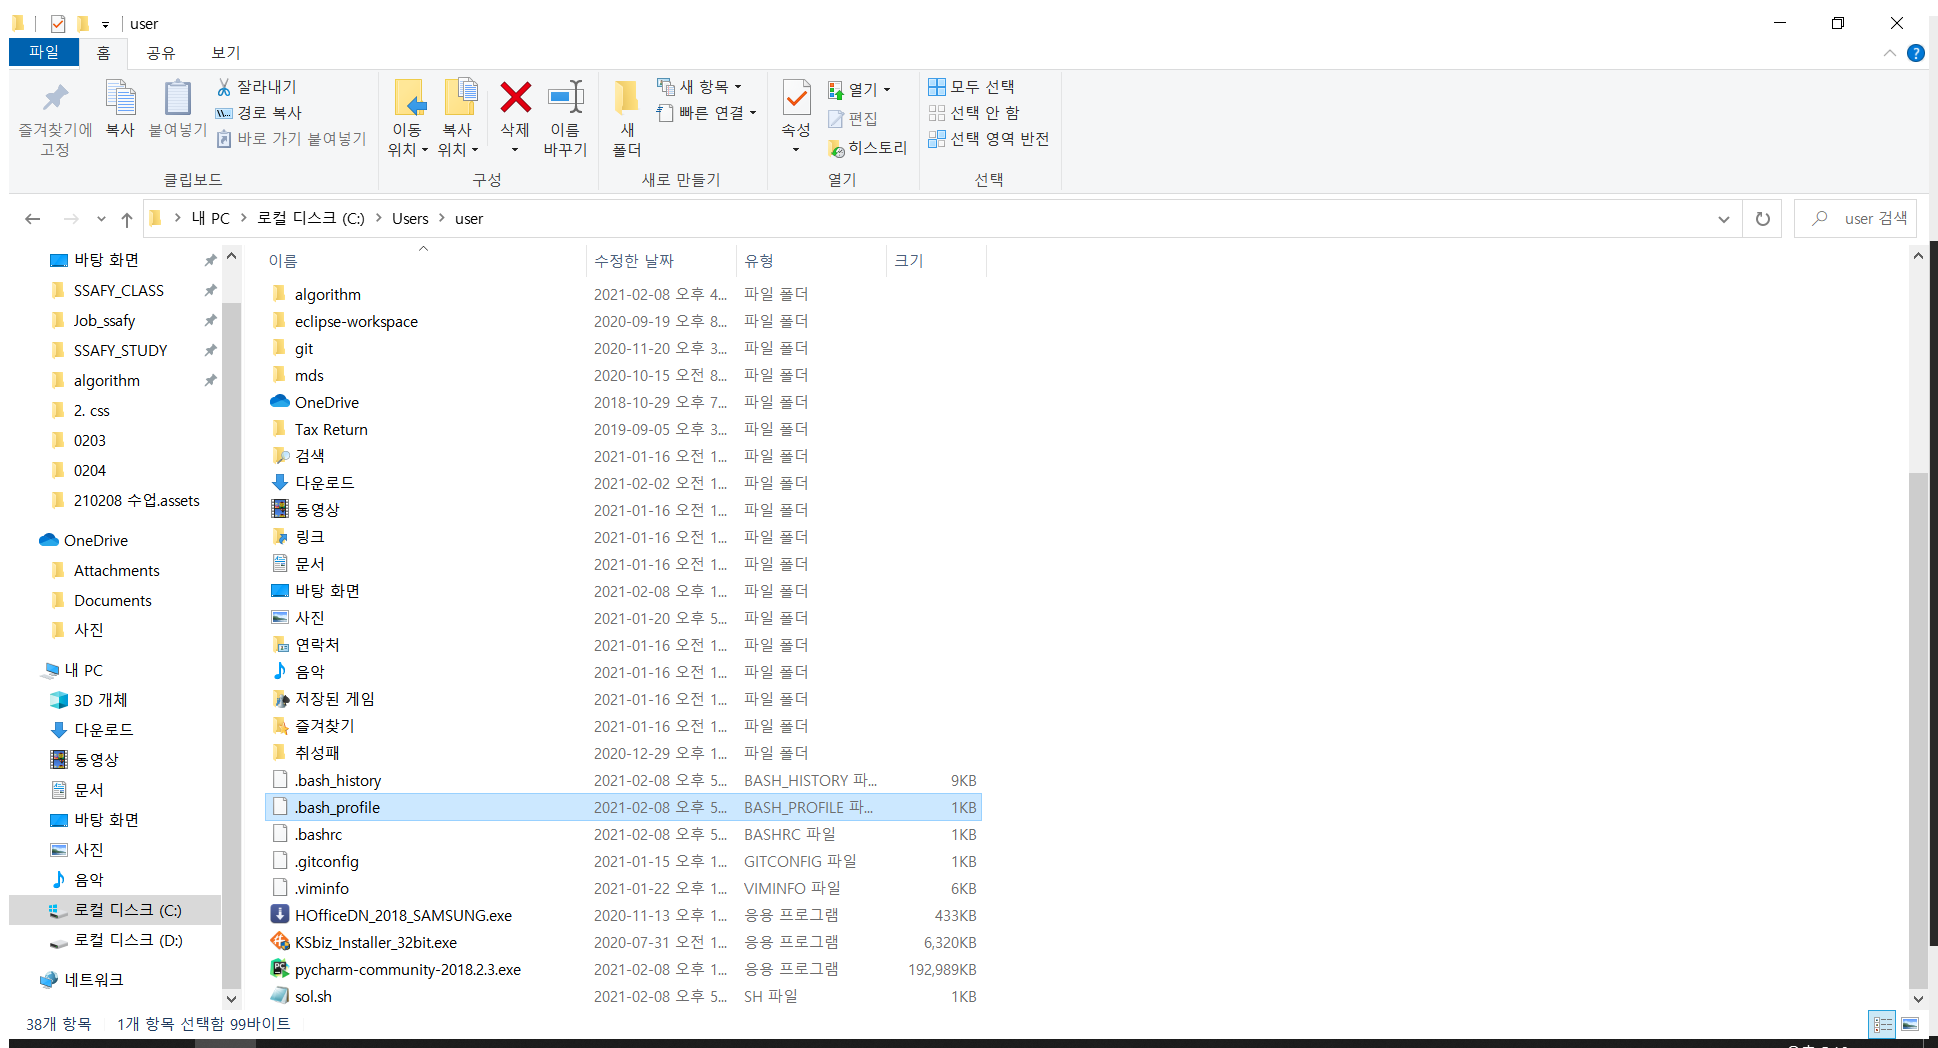 user
파일 홈 공유 보기
즐겨찾기에 고정
복사
붙여넣기
잘라내기
경로 복사
바로 가기 붙여넣기
클립보드
이동 위치
복사 위치
삭제
이름 바꾸기
구성
새 폴더
새 항목
빠른 연결
새로 만들기
속성
열기
편집
히스토리
열기
모두 선택
선택 안 함
선택 영역 반전
선택
내 PC 로컬 디스크 (C:) Users user
user 검색
바탕 화면
SSAFY_CLASS
Job_ssafy
SSAFY_STUDY
algorithm
2. css
0203
0204
210208 수업.assets
OneDrive
Attachments
Documents
사진
내 PC
3D 개체
다운로드
동영상
문서
바탕 화면
사진
음악
로컬 디스크 (C:)
로컬 디스크 (D:)
네트워크
이름 수정한 날짜 유형 크기
algorithm 2021-02-08 오후 4... 파일 폴더
eclipse-workspace 2020-09-19 오후 8... 파일 폴더
git 2020-11-20 오후 3... 파일 폴더
mds 2020-10-15 오전 8... 파일 폴더
OneDrive 2018-10-29 오후 7... 파일 폴더
Tax Return 2019-09-05 오후 3... 파일 폴더
검색 2021-01-16 오전 1... 파일 폴더
다운로드 2021-02-02 오전 1... 파일 폴더
동영상 2021-01-16 오전 1... 파일 폴더
링크 2021-01-16 오전 1... 파일 폴더
문서 2021-01-16 오전 1... 파일 폴더
바탕 화면 2021-02-08 오후 1... 파일 폴더
사진 2021-01-20 오후 5... 파일 폴더
연락처 2021-01-16 오전 1... 파일 폴더
음악 2021-01-16 오전 1... 파일 폴더
저장된 게임 2021-01-16 오전 1... 파일 폴더
즐겨찾기 2021-01-16 오전 1... 파일 폴더
취성패 2020-12-29 오후 1... 파일 폴더
.bash_history 2021-02-08 오후 5... BASH_HISTORY 파... 9KB
.bash_profile 2021-02-08 오후 5... BASH_PROFILE 파... 1KB
.bashrc 2021-02-08 오후 5... BASHRC 파일 1KB
.gitconfig 2021-01-15 오후 1... GITCONFIG 파일 1KB
.viminfo 2021-01-22 오후 1... VIMINFO 파일 6KB
HOfficeDN_2018_SAMSUNG.exe 2020-11-13 오후 1... 응용 프로그램 433KB
KSbiz_Installer_32bit.exe 2020-07-31 오전 1... 응용 프로그램 6,320KB
pycharm-community-2018.2.3.exe 2021-02-08 오후 1... 응용 프로그램 192,989KB
sol.sh 2021-02-08 오후 5... SH 파일 1KB
38개 항목 1개 항목 선택함 99바이트